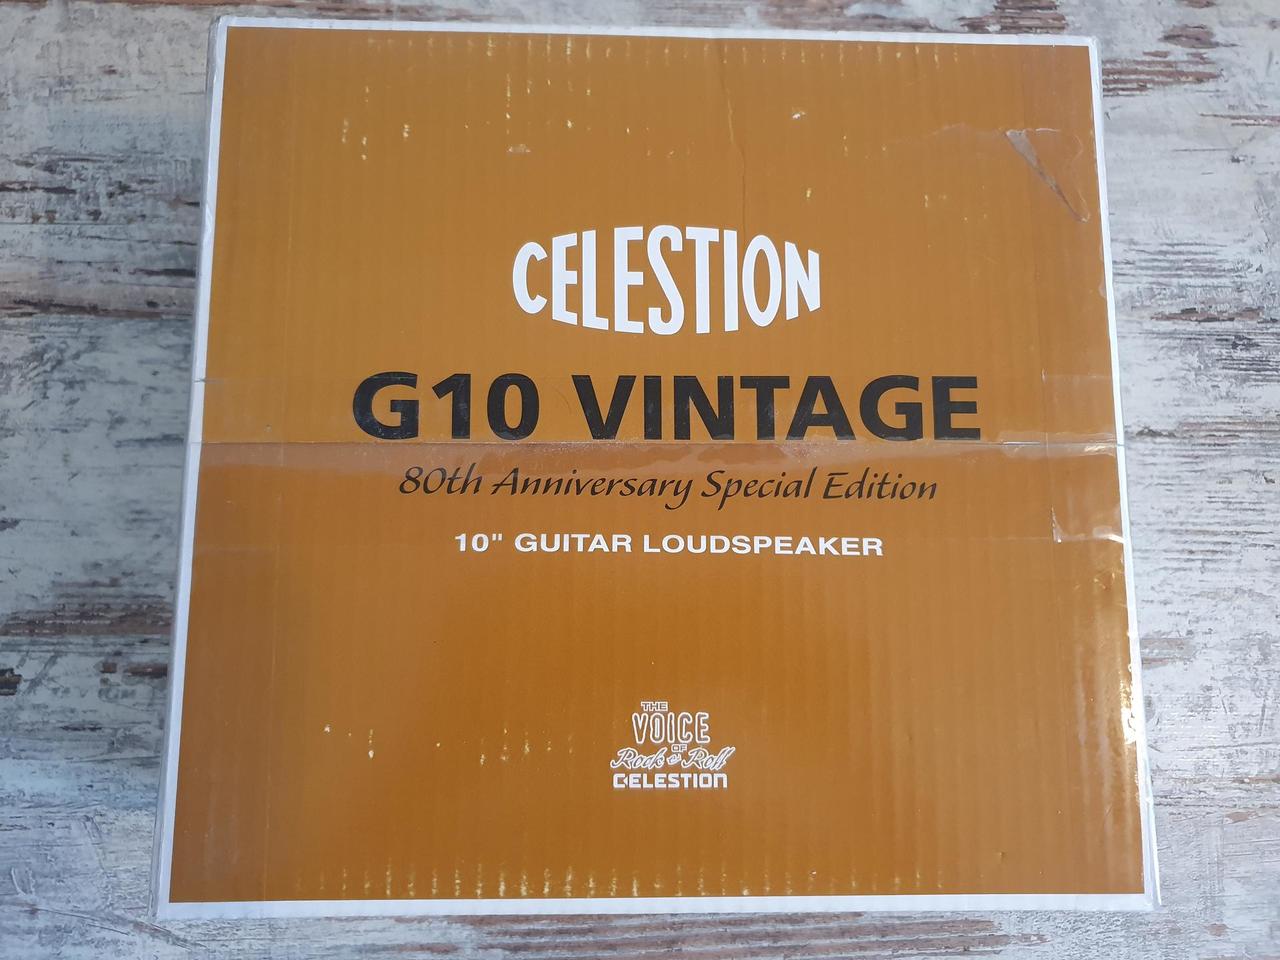 CELESTION
G10 VINTAGE
80th Anniversary Special Edition
10" GUITAR LOUDSPEAKER
THE
VOICE
OF
Rock & Roll
CELESTION